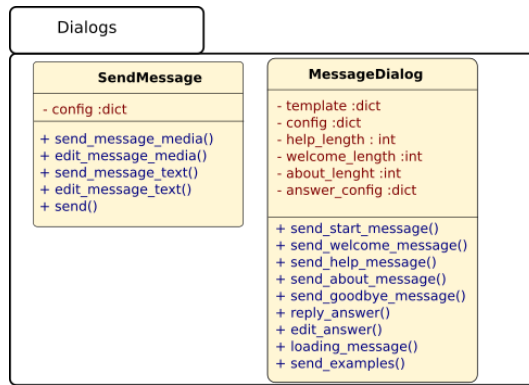 Dialogs
SendMessage
- config :dict
+ send_message_media()
+ edit_message_media()
+ send_message_text()
+ edit_message_text()
+ send()
MessageDialog
- template :dict
- config :dict
- help_length : int
- welcome_length :int
- about_lenght :int
- answer_config :dict
+ send_start_message()
+ send_welcome_message()
+ send_help_message()
+ send_about_message()
+ send_goodbye_message()
+ reply_answer()
+ edit_answer()
+ loading_message()
+ send_examples()